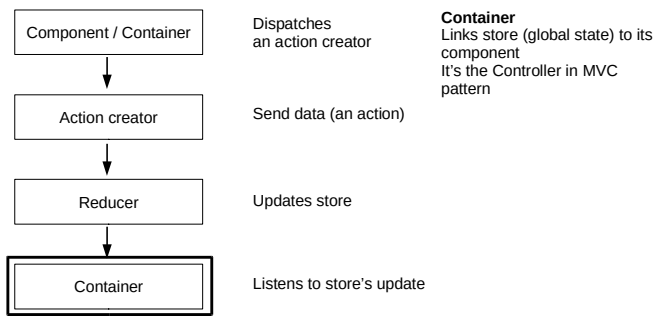 Component / Container
Dispatches
an action creator
Container
Links store (global state) to its
component
It's the Controller in MVC
pattern
Action creator
Send data (an action)
Reducer
Updates store
Container
Listens to store's update